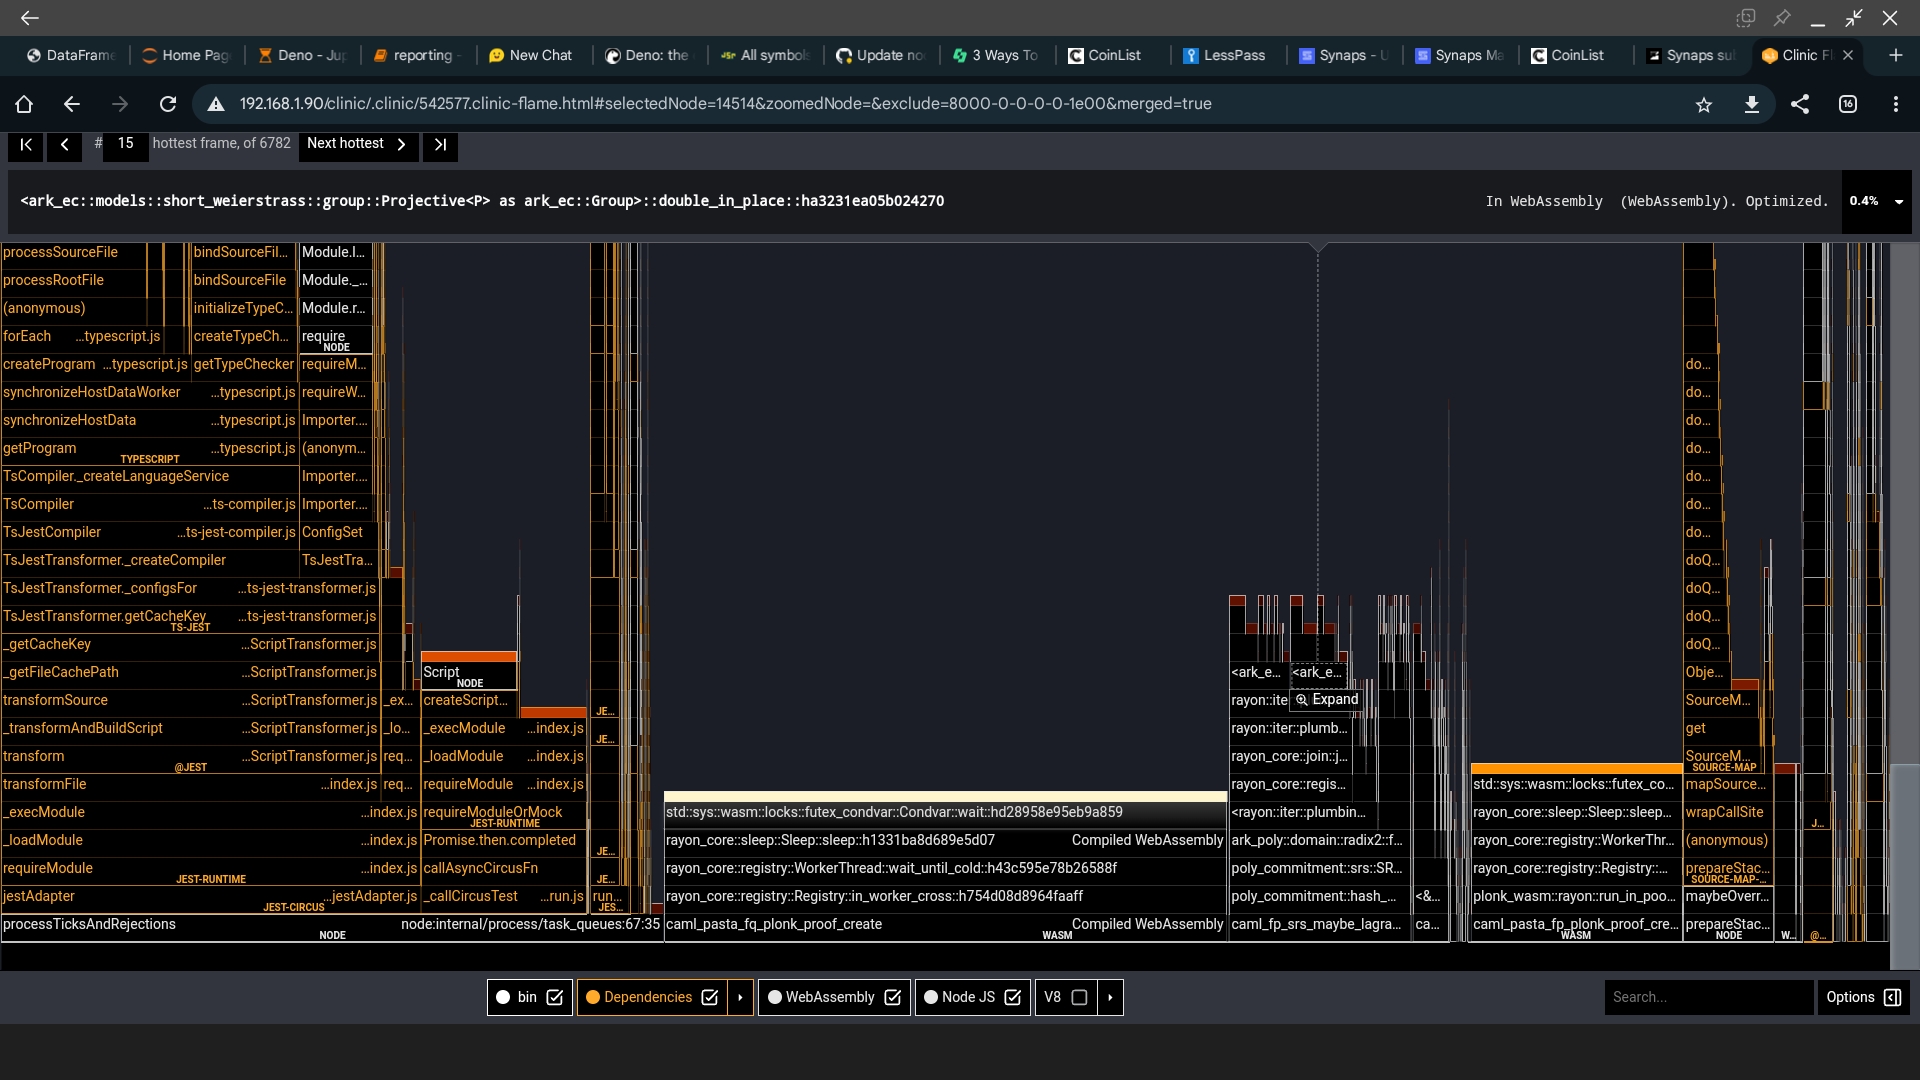 DataFrame
Home Pag
Deno - Jup
reporting -
New Chat
Deno: the
All symbols
Update no
3 Ways To
CoinList
LessPass
Synaps - U
Synaps Ma
CoinList
Synaps sub
Clinic Fl
192.168.1.90/clinic/.clinic/542577.clinic-flame.html#selectedNode=14514&zoomedNode=&exclude=8000-0-0-0-0-1e00&merged=true
16
# 15 hottest frame, of 6782 Next hottest
<ark_ec::models::short_weierstrass::group::Projective<P> as ark_ec::Group>::double_in_place::ha3231ea05b024270
In WebAssembly (WebAssembly). Optimized. 0.4%
processSourceFile bindSourceFil... Module.l...
processRootFile bindSourceFile Module._...
(anonymous) initializeTypeC... Module.r...
forEach ...typescript.js createTypeCh... require
NODE
createProgram ...typescript.js getTypeChecker requireM... do...
synchronizeHostDataWorker ...typescript.js requireW... do...
synchronizeHostData ...typescript.js Importer.... do...
getProgram ...typescript.js (anonym... do...
TYPESCRIPT
TsCompiler._createLanguageService Importer.... do...
TsCompiler ...ts-compiler.js Importer.... do...
TsJestCompiler ...ts-jest-compiler.js ConfigSet do...
TsJestTransformer._createCompiler TsJestTra... doQ...
TsJestTransformer._configsFor ...ts-jest-transformer.js doQ...
TsJestTransformer.getCacheKey ...ts-jest-transformer.js doQ...
TS-JEST
_getCacheKey ...ScriptTransformer.js doQ...
_getFileCachePath ...ScriptTransformer.js Script <ark_e... <ark_e... Obje...
NODE
transformSource ...ScriptTransformer.js _ex... createScript... rayon::ite Expand SourceM...
JE...
_transformAndBuildScript ...ScriptTransformer.js _lo... _execModule ...index.js rayon::iter::plumb... get
JE...
transform ...ScriptTransformer.js req... _loadModule ...index.js rayon_core::join::j... SourceM...
@JEST SOURCE-MAP
transformFile ...index.js req... requireModule ...index.js rayon_core::regis... std::sys::wasm::locks::futex_co... mapSource...
_execModule ...index.js requireModuleOrMock std::sys::wasm::locks::futex_condvar::Condvar::wait::hd28958e95eb9a859 <rayon::iter::plumbin... rayon_core::sleep::Sleep::sleep... wrapCallSite
JEST-RUNTIME J...
_loadModule ...index.js Promise.then.completed rayon_core::sleep::Sleep::sleep::h1331ba8d689e5d07 Compiled WebAssembly ark_poly::domain::radix2::f... rayon_core::registry::WorkerThr... (anonymous)
JE...
requireModule ...index.js callAsyncCircusFn rayon_core::registry::WorkerThread::wait_until_cold::h43c595e78b26588f poly_commitment::srs::SR... rayon_core::registry::Registry::... prepareStac...
JEST-RUNTIME JE... SOURCE-MAP-...
jestAdapter ...jestAdapter.js _callCircusTest ...run.js run... rayon_core::registry::Registry::in_worker_cross::h754d08d8964faaff poly_commitment::hash_... <&... plonk_wasm::rayon::run_in_poo... maybeOverr...
JEST-CIRCUS JES...
processTicksAndRejections node:internal/process/task_queues:67:35 caml_pasta_fq_plonk_proof_create Compiled WebAssembly caml_fp_srs_maybe_lagra... ca... caml_pasta_fp_plonk_proof_cre... prepareStac...
NODE WASM WASM NODE W... @...
bin Dependencies WebAssembly Node JS V8 Search... Options